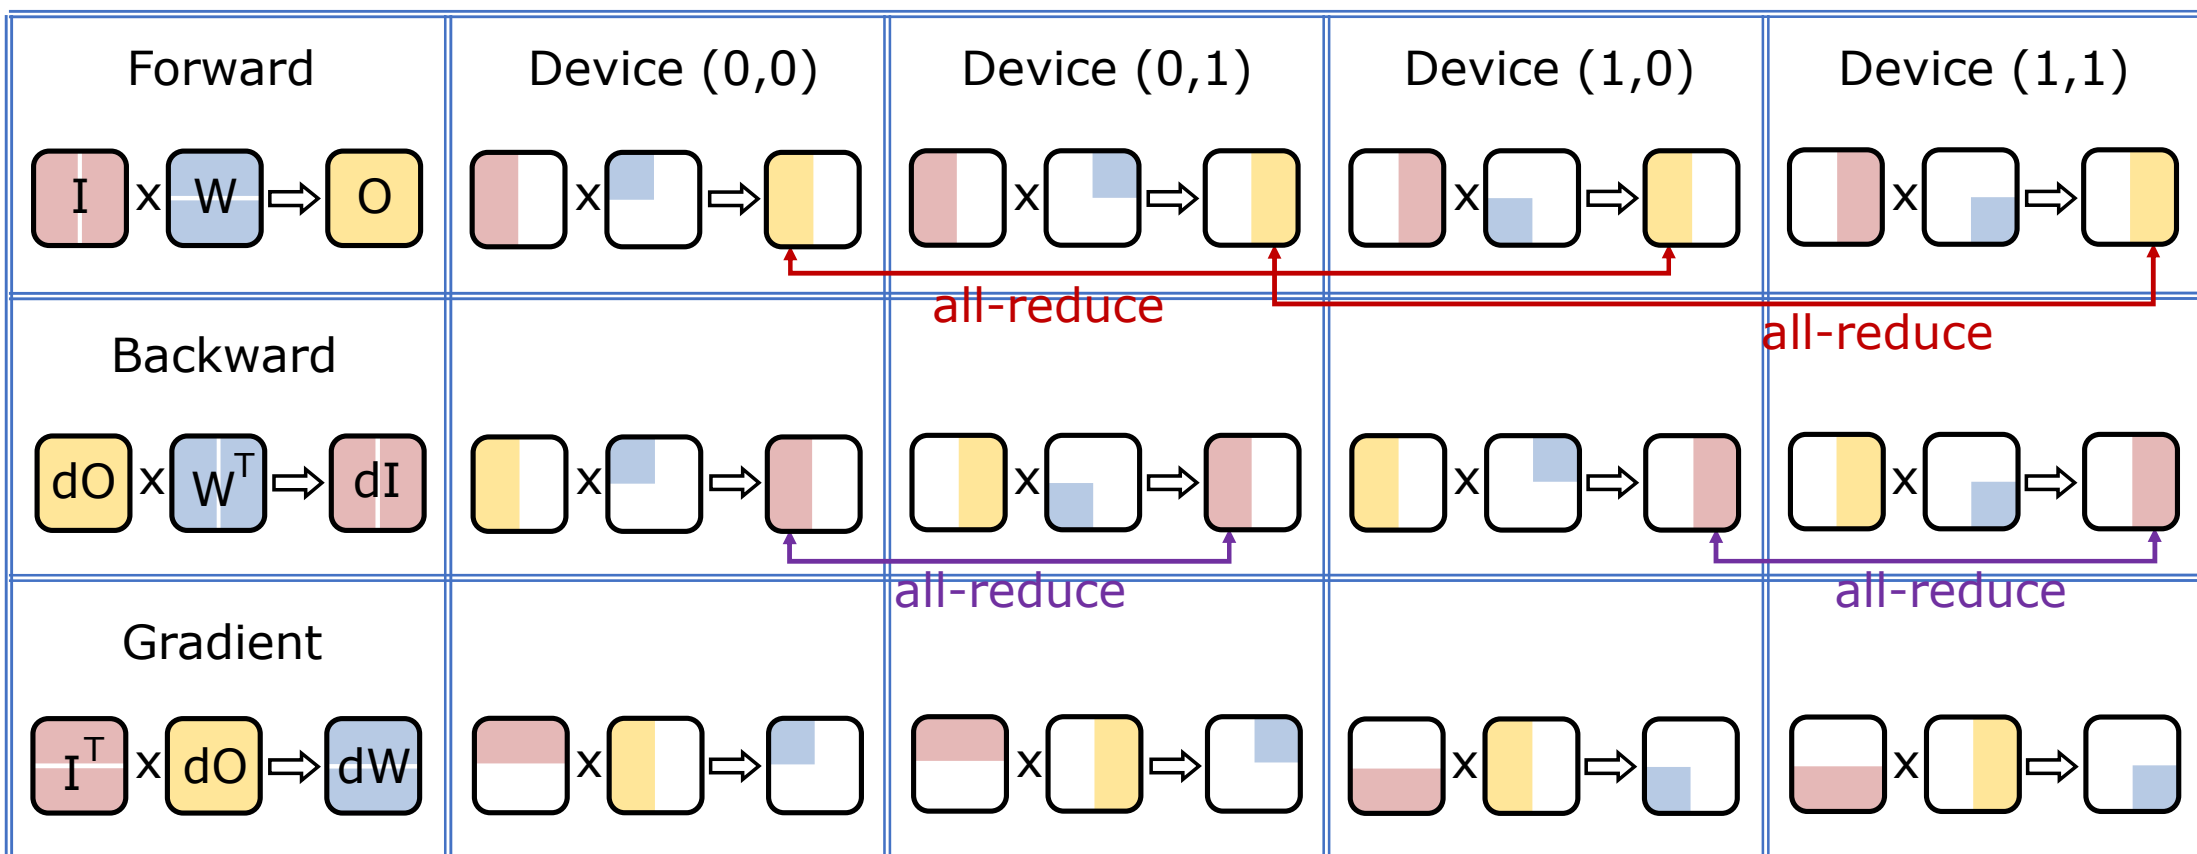 Forward
Device (0,0)
Device (0,1)
Device (1,0)
Device (1,1)
I x W O
x
x
x
x
all-reduce
all-reduce
Backward
dO x W^T dI
x
x
x
x
all-reduce
all-reduce
Gradient
I^T x dO dW
x
x
x
x